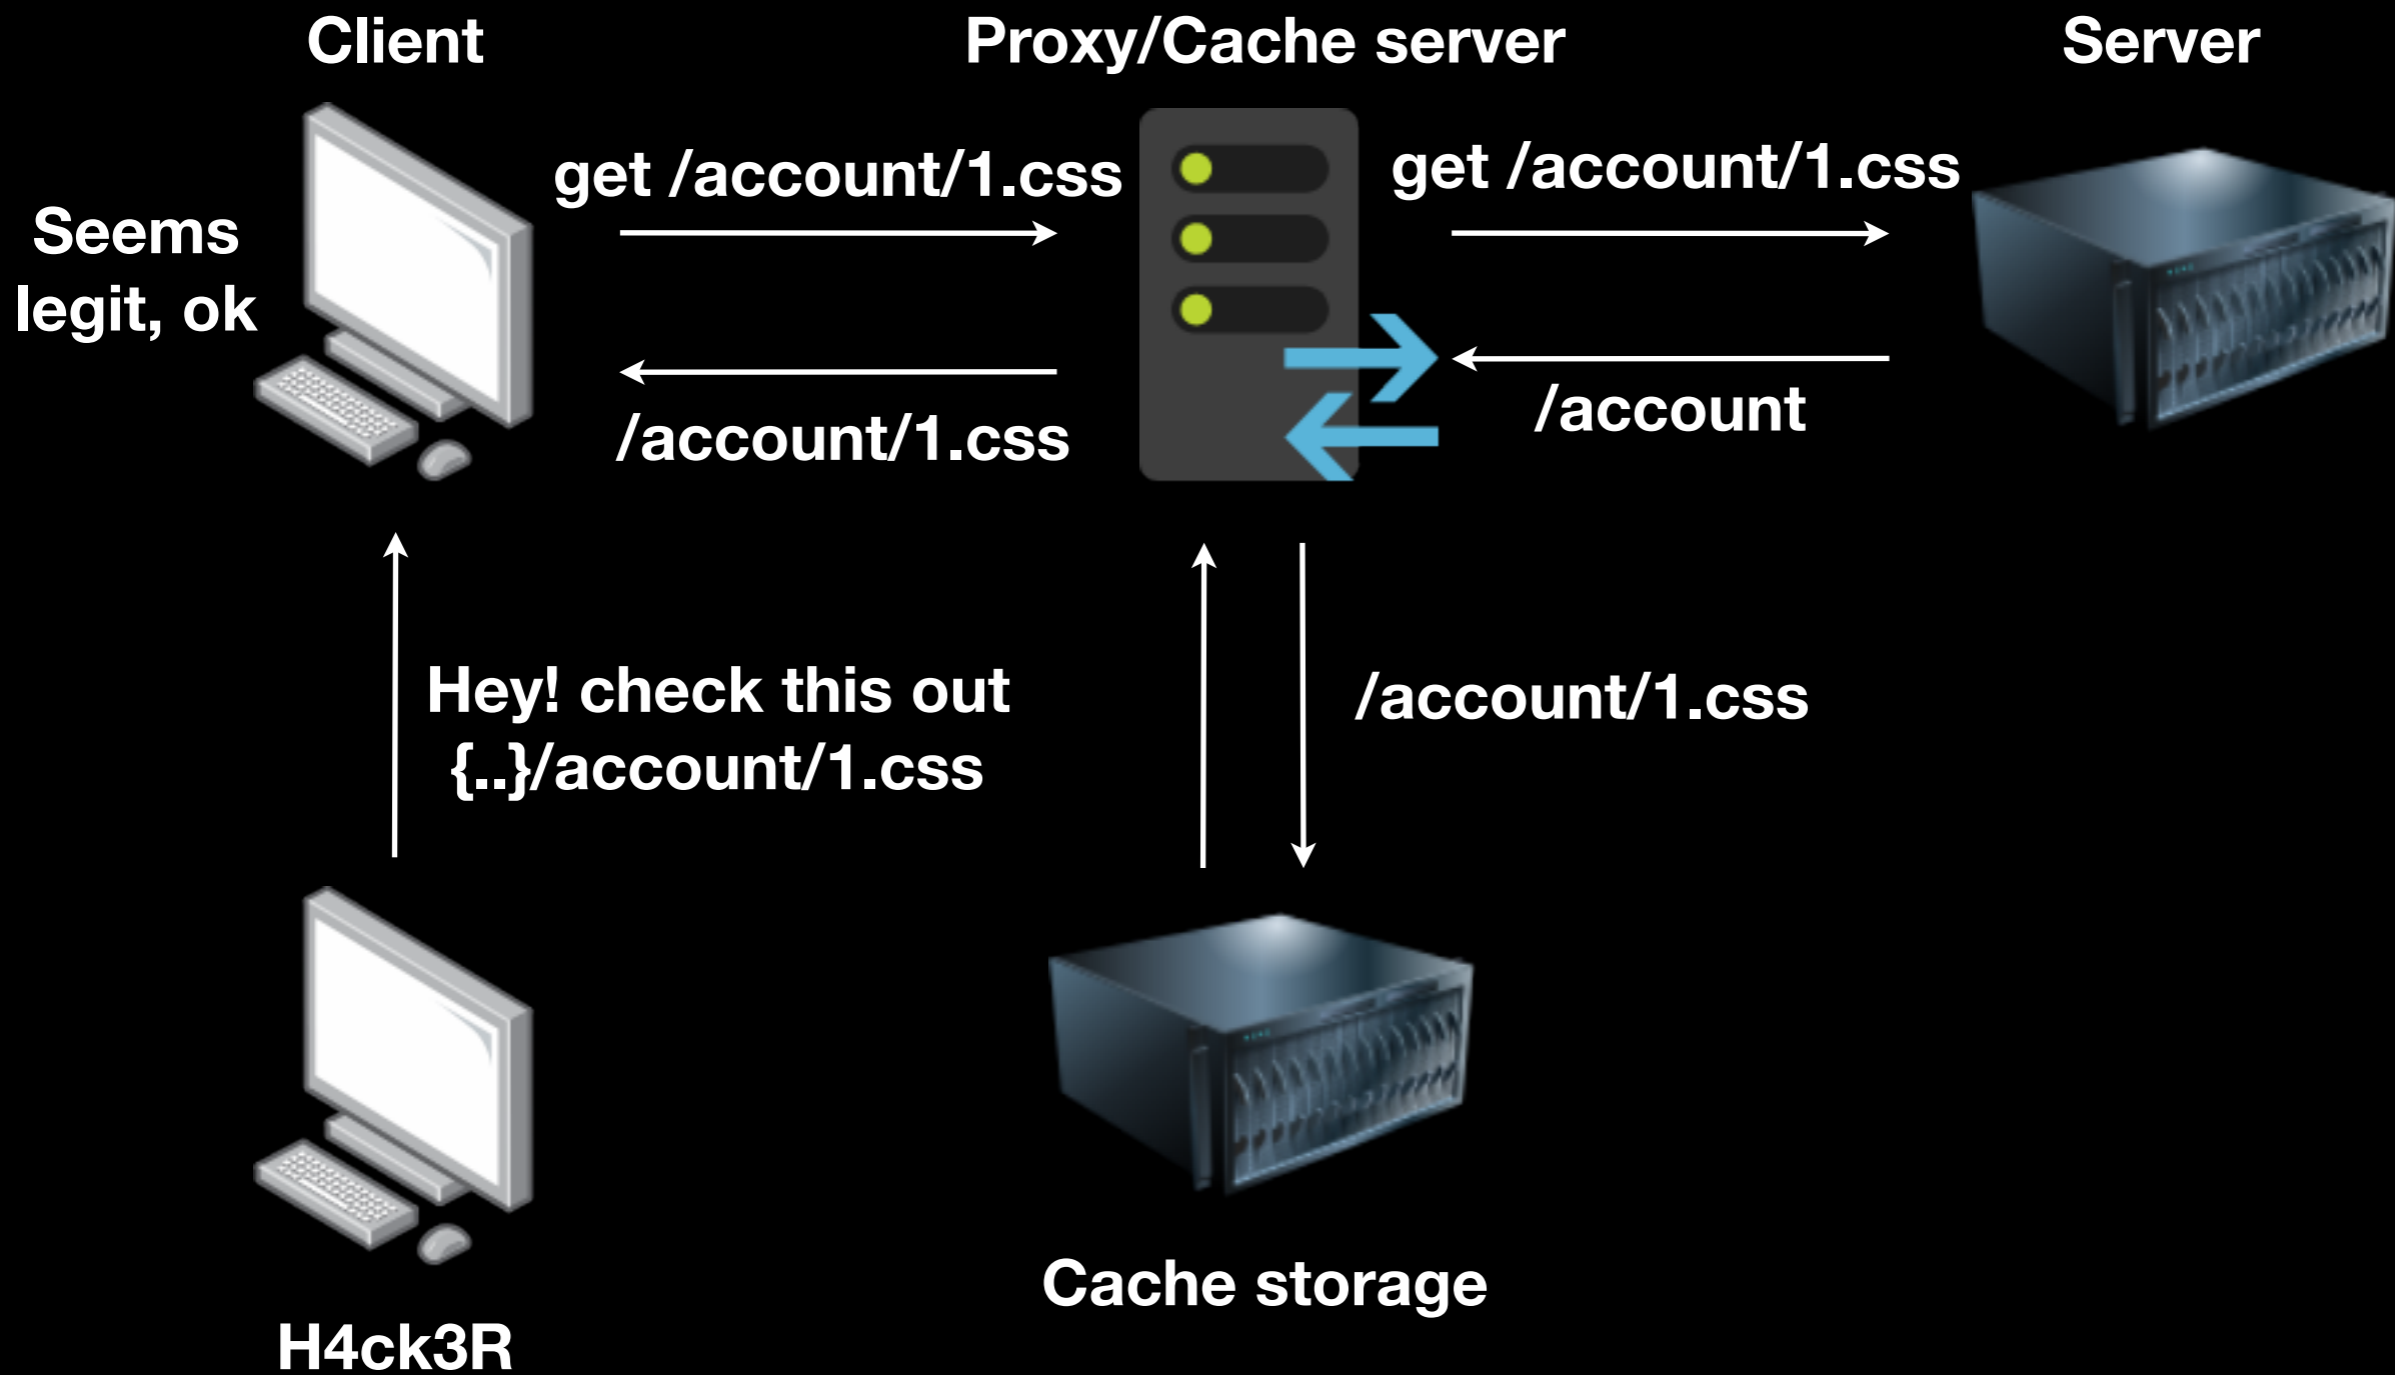 Client
Proxy/Cache server
Server
get /account/1.css
get /account/1.css
Seems
legit, ok
/account/1.css
/account
Hey! check this out
{..}/account/1.css
/account/1.css
Cache storage
H4ck3R